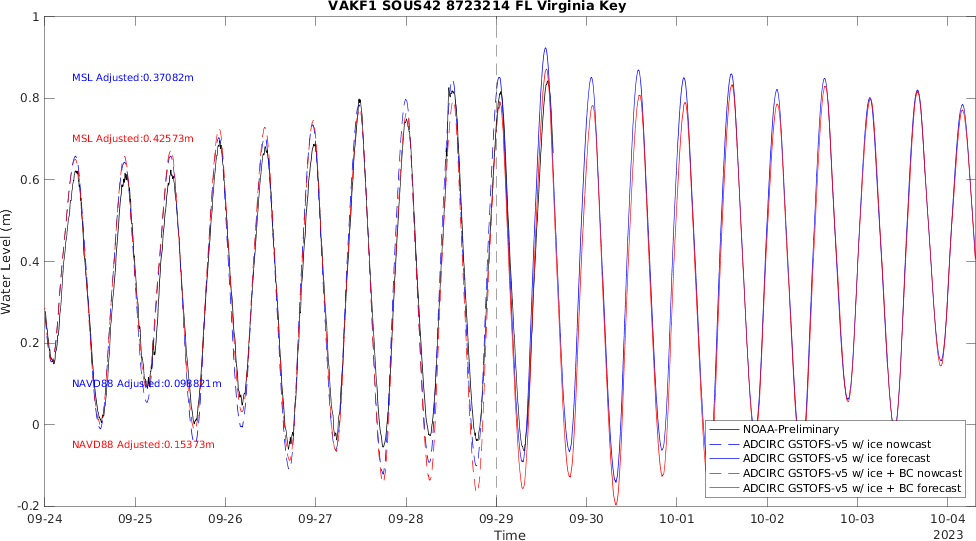 VAKF1 SOUS42 8723214 FL Virginia Key
1
0.8
0.6
0.4
0.2
0
-0.2
Water Level (m)
MSL Adjusted:0.37082m
MSL Adjusted:0.42573m
NAVD88 Adjusted:0.098821m
NAVD88 Adjusted:0.15373m
NOAA-Preliminary
ADCIRC GSTOFS-v5 w/ ice nowcast
ADCIRC GSTOFS-v5 w/ ice forecast
ADCIRC GSTOFS-v5 w/ ice + BC nowcast
ADCIRC GSTOFS-v5 w/ ice + BC forecast
09-24 09-25 09-26 09-27 09-28 09-29 09-30 10-01 10-02 10-03 10-04
2023
Time